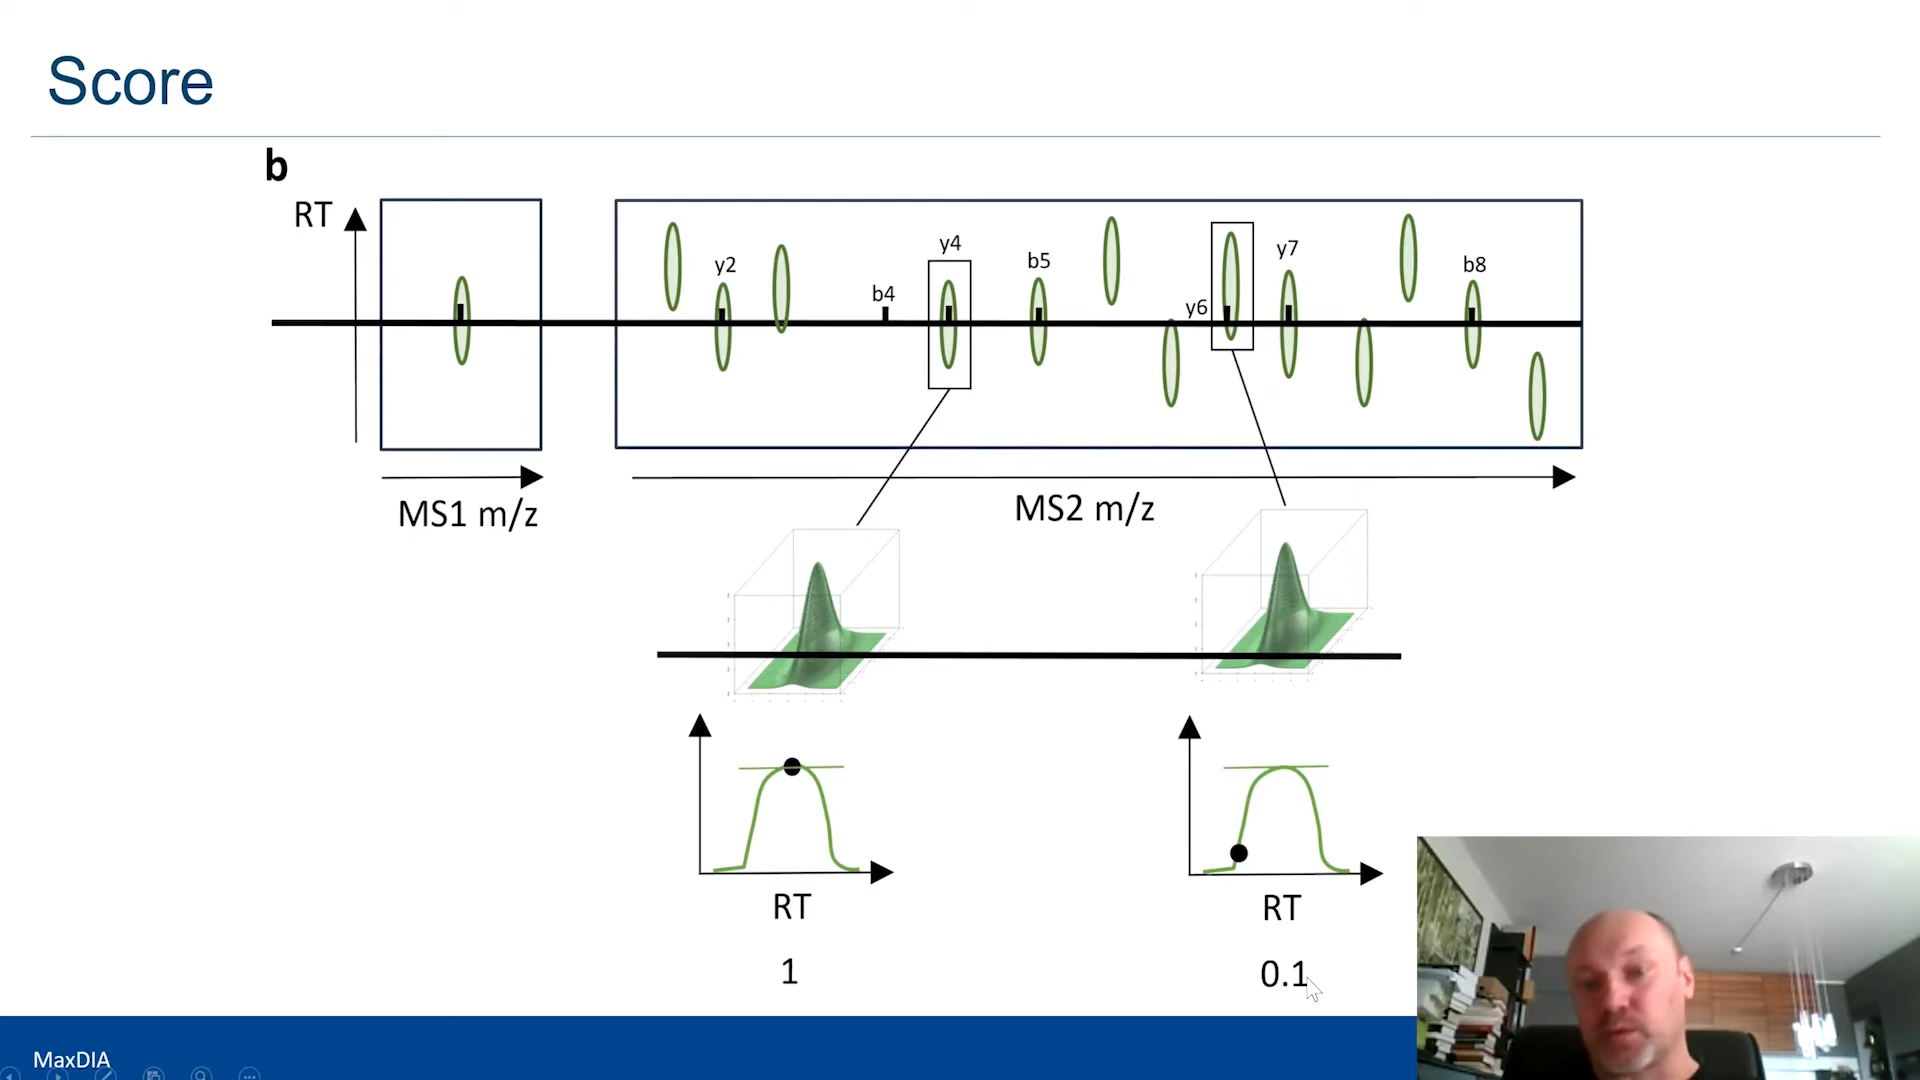 Score
b
RT
y2
b4
y4
b5
y6
y7
b8
MS1 m/z
MS2 m/z
RT
RT
1
0.1
MaxDIA